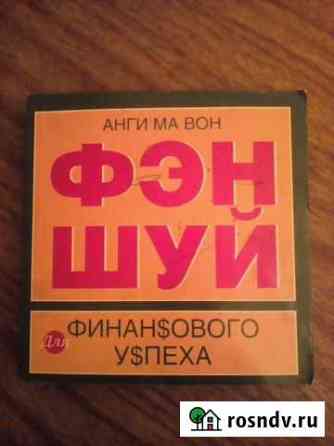 АНГИ МА ВОН
ФЭН
ШУЙ
Для
ФИНАН$ОВОГО
У$ПЕХА
rosndv.ru